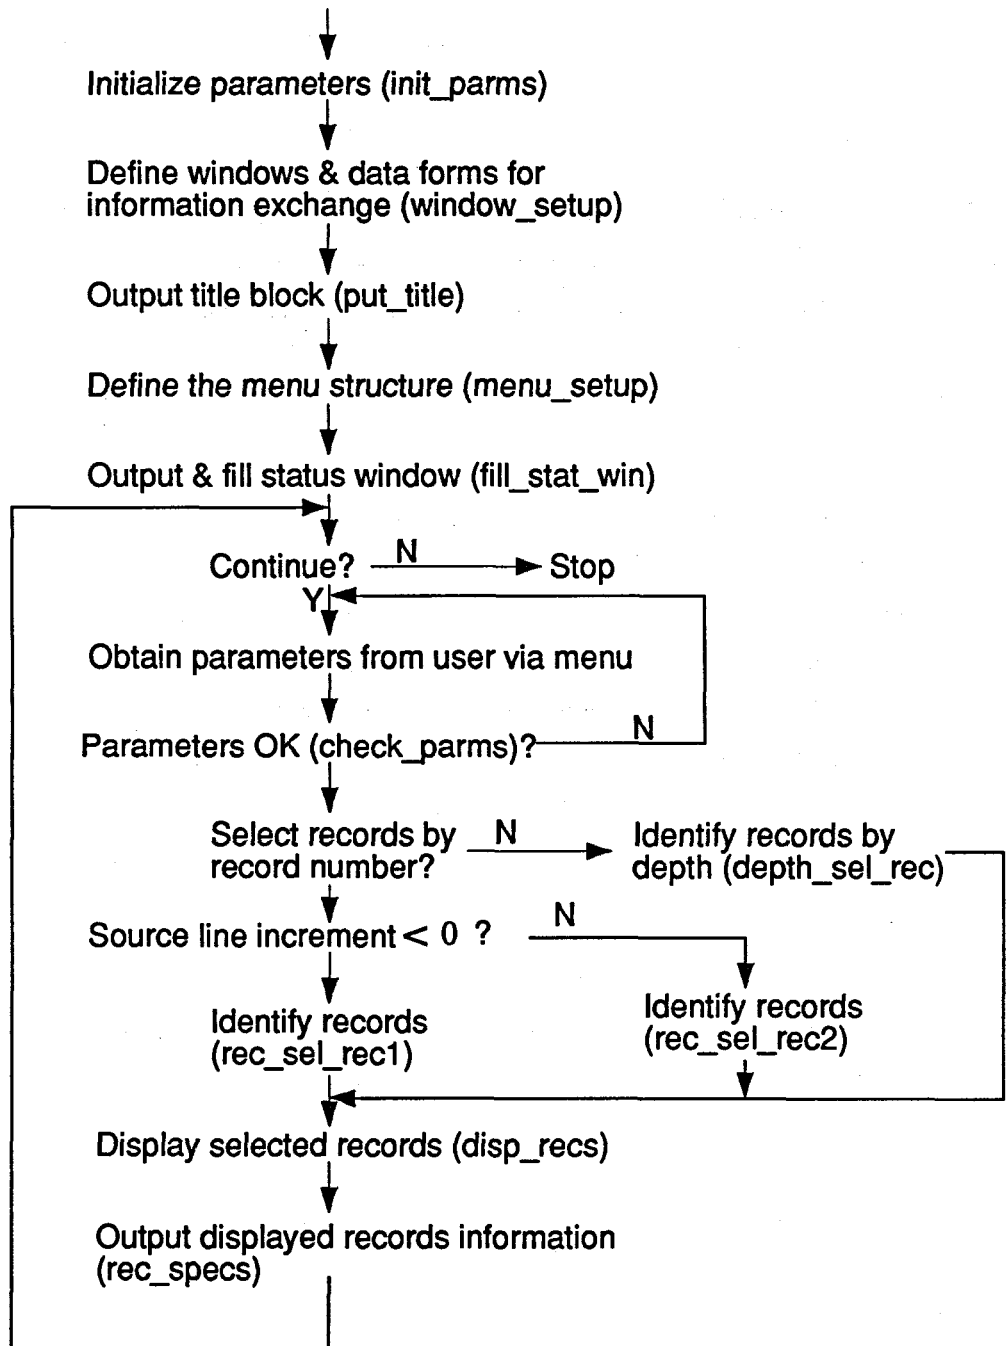 Initialize parameters (init_parms)
Define windows & data forms for
information exchange (window_setup)
Output title block (put_title)
Define the menu structure (menu_setup)
Output & fill status window (fill_stat_win)
Continue? N Stop
Y
Obtain parameters from user via menu
Parameters OK (check_parms)? N
Select records by
record number?
N
Identify records by
depth (depth_sel_rec)
Source line increment < 0 ? N
Identify records
(rec_sel_rec1)
Identify records
(rec_sel_rec2)
Display selected records (disp_recs)
Output displayed records information
(rec_specs)